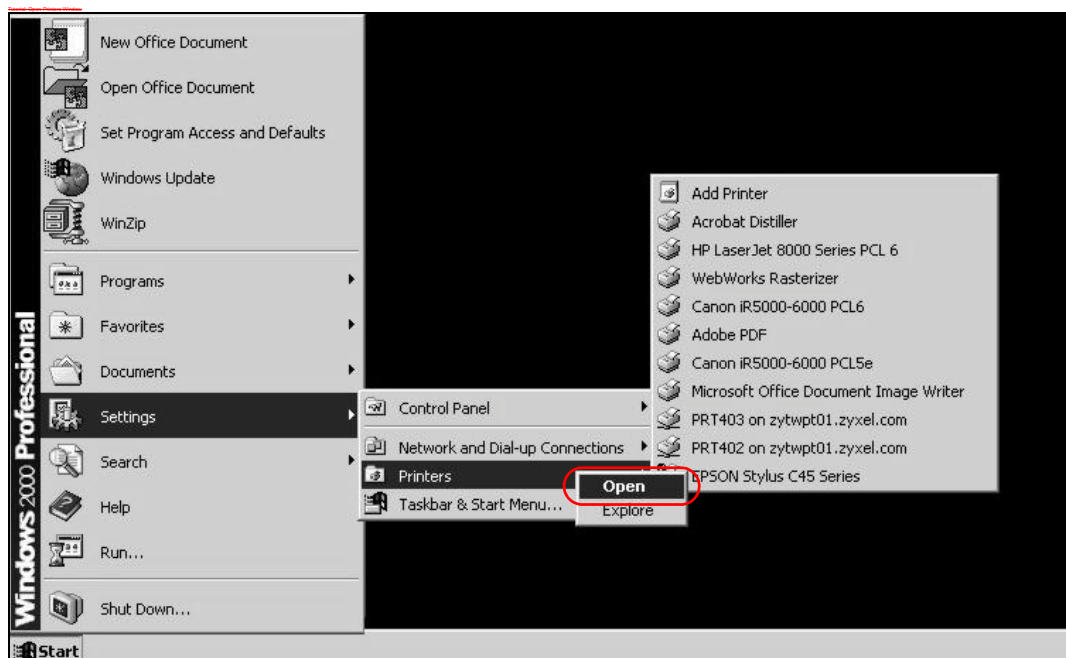 Tutorial: Open Printers Window
New Office Document
Open Office Document
Set Program Access and Defaults
Windows Update
WinZip
Programs
Favorites
Documents
Settings
Search
Help
Run...
Shut Down...
Windows 2000 Professional
Start
Control Panel
Network and Dial-up Connections
Printers
Taskbar & Start Menu...
Open
Explore
Add Printer
Acrobat Distiller
HP LaserJet 8000 Series PCL 6
WebWorks Rasterizer
Canon iR5000-6000 PCL6
Adobe PDF
Canon iR5000-6000 PCL5e
Microsoft Office Document Image Writer
PRT403 on zytwpt01.zyxel.com
PRT402 on zytwpt01.zyxel.com
EPSON Stylus C45 Series